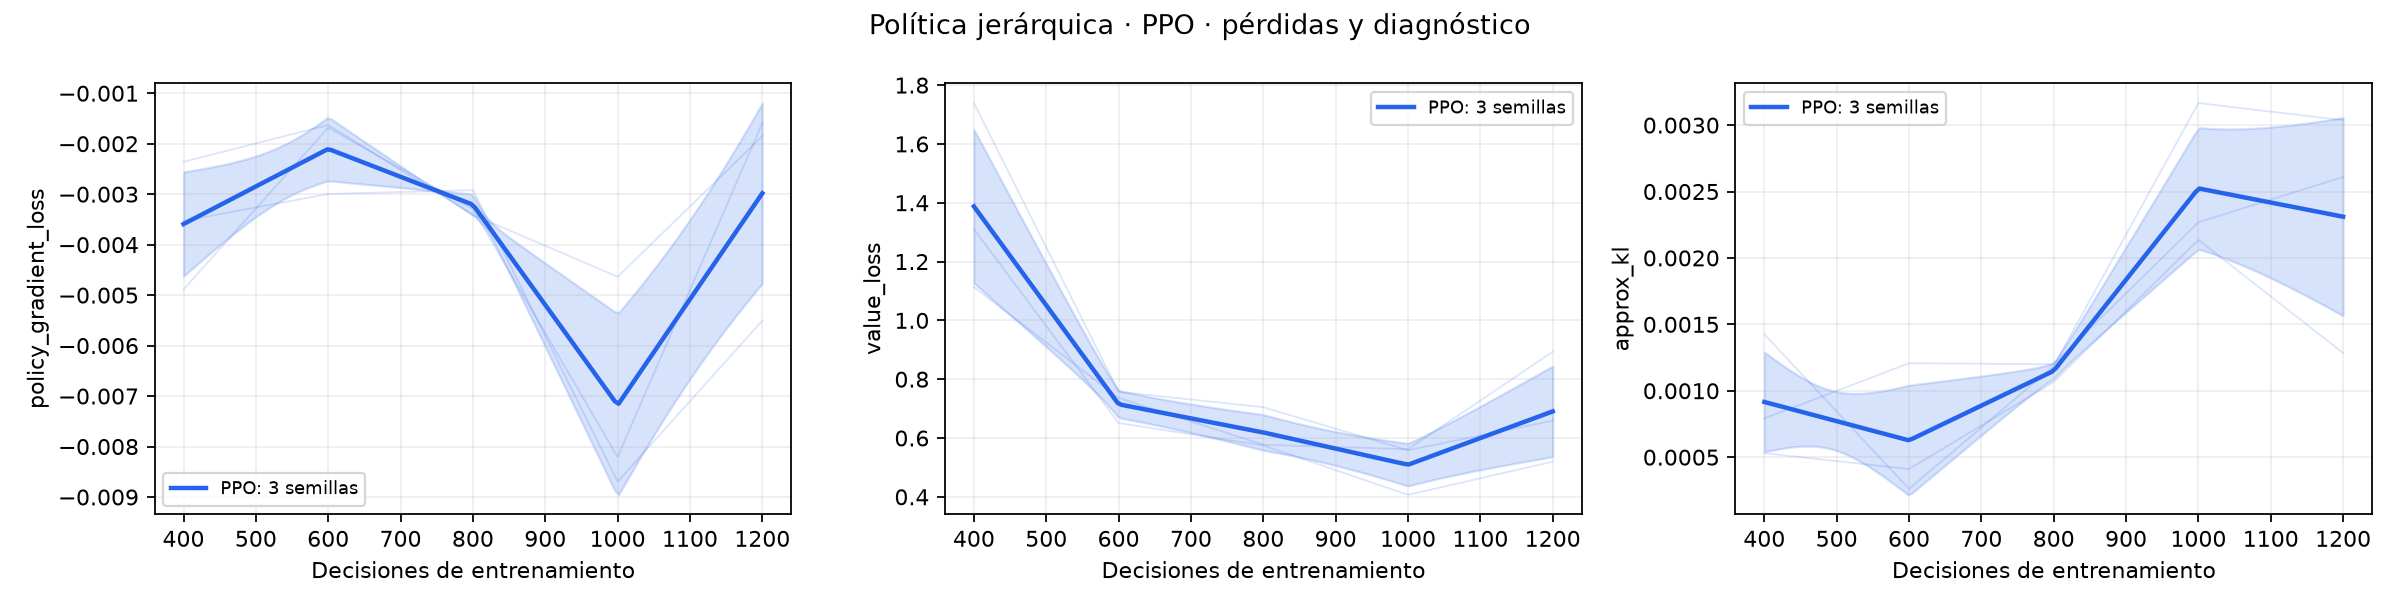 Política jerárquica · PPO · pérdidas y diagnóstico
policy_gradient_loss
−0.001
−0.002
−0.003
−0.004
−0.005
−0.006
−0.007
−0.008
−0.009
PPO: 3 semillas
400 500 600 700 800 900 1000 1100 1200
Decisiones de entrenamiento
value_loss
1.8
1.6
1.4
1.2
1.0
0.8
0.6
0.4
PPO: 3 semillas
400 500 600 700 800 900 1000 1100 1200
Decisiones de entrenamiento
approx_kl
0.0030
0.0025
0.0020
0.0015
0.0010
0.0005
PPO: 3 semillas
400 500 600 700 800 900 1000 1100 1200
Decisiones de entrenamiento